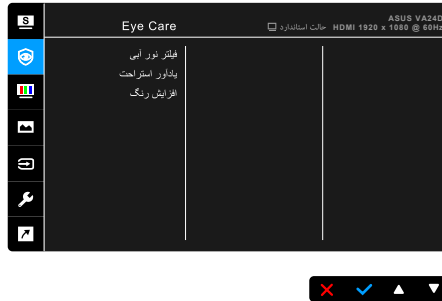 S
Eye Care
ASUS VA24D
حالت استاندارد HDMI 1920 x 1080 @ 60Hz
فیلتر نور آبی
یادآور استراحت
افزایش رنگ